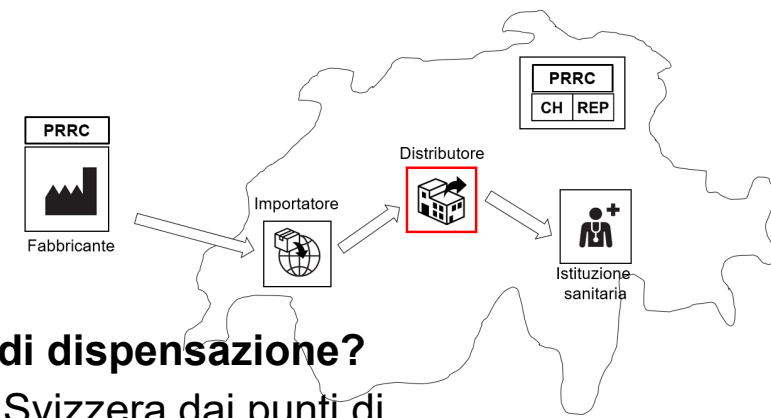 PRRC
CH REP
PRRC
Distributore
Importatore
Fabbricante
Istituzione
sanitaria
di dispensazione?
Svizzera dai punti di